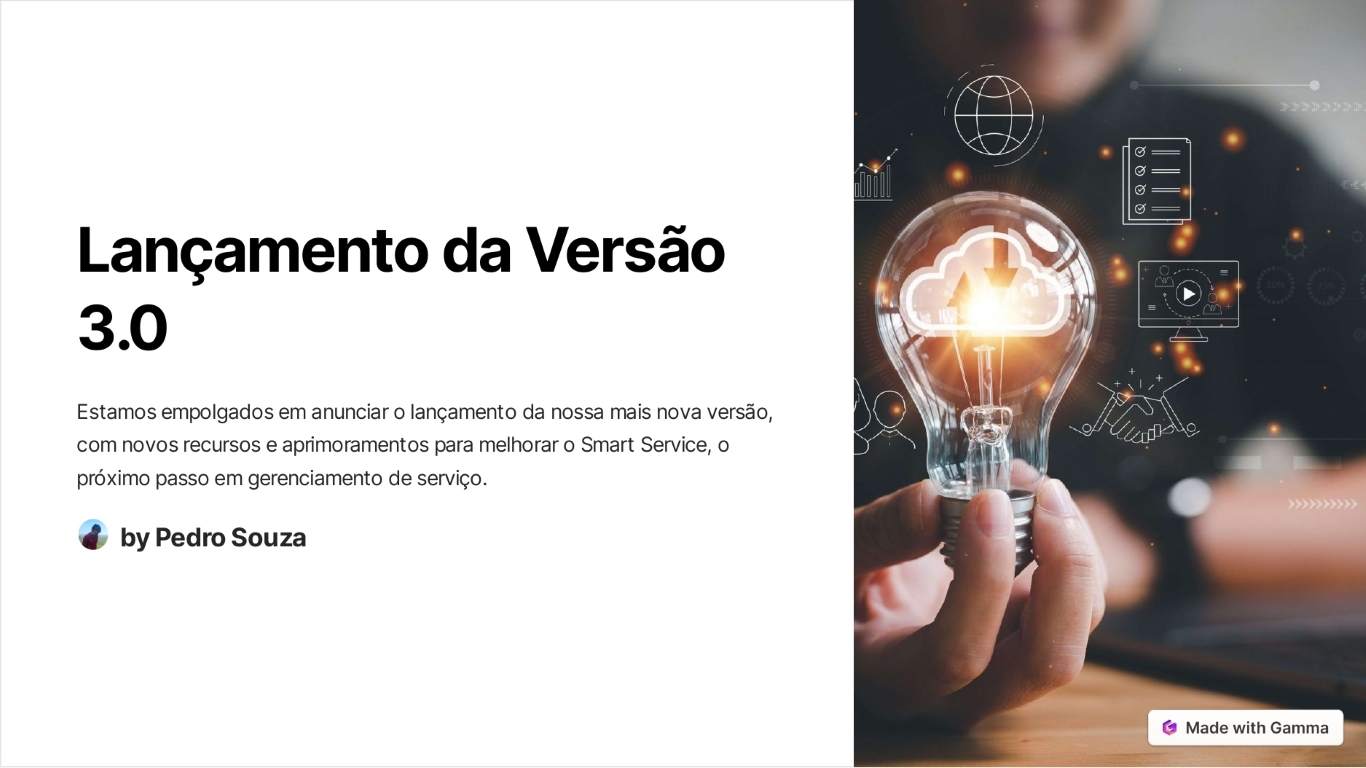 Lançamento da Versão
3.0
Estamos empolgados em anunciar o lançamento da nossa mais nova versão,
com novos recursos e aprimoramentos para melhorar o Smart Service, o
próximo passo em gerenciamento de serviço.
by Pedro Souza
Made with Gamma